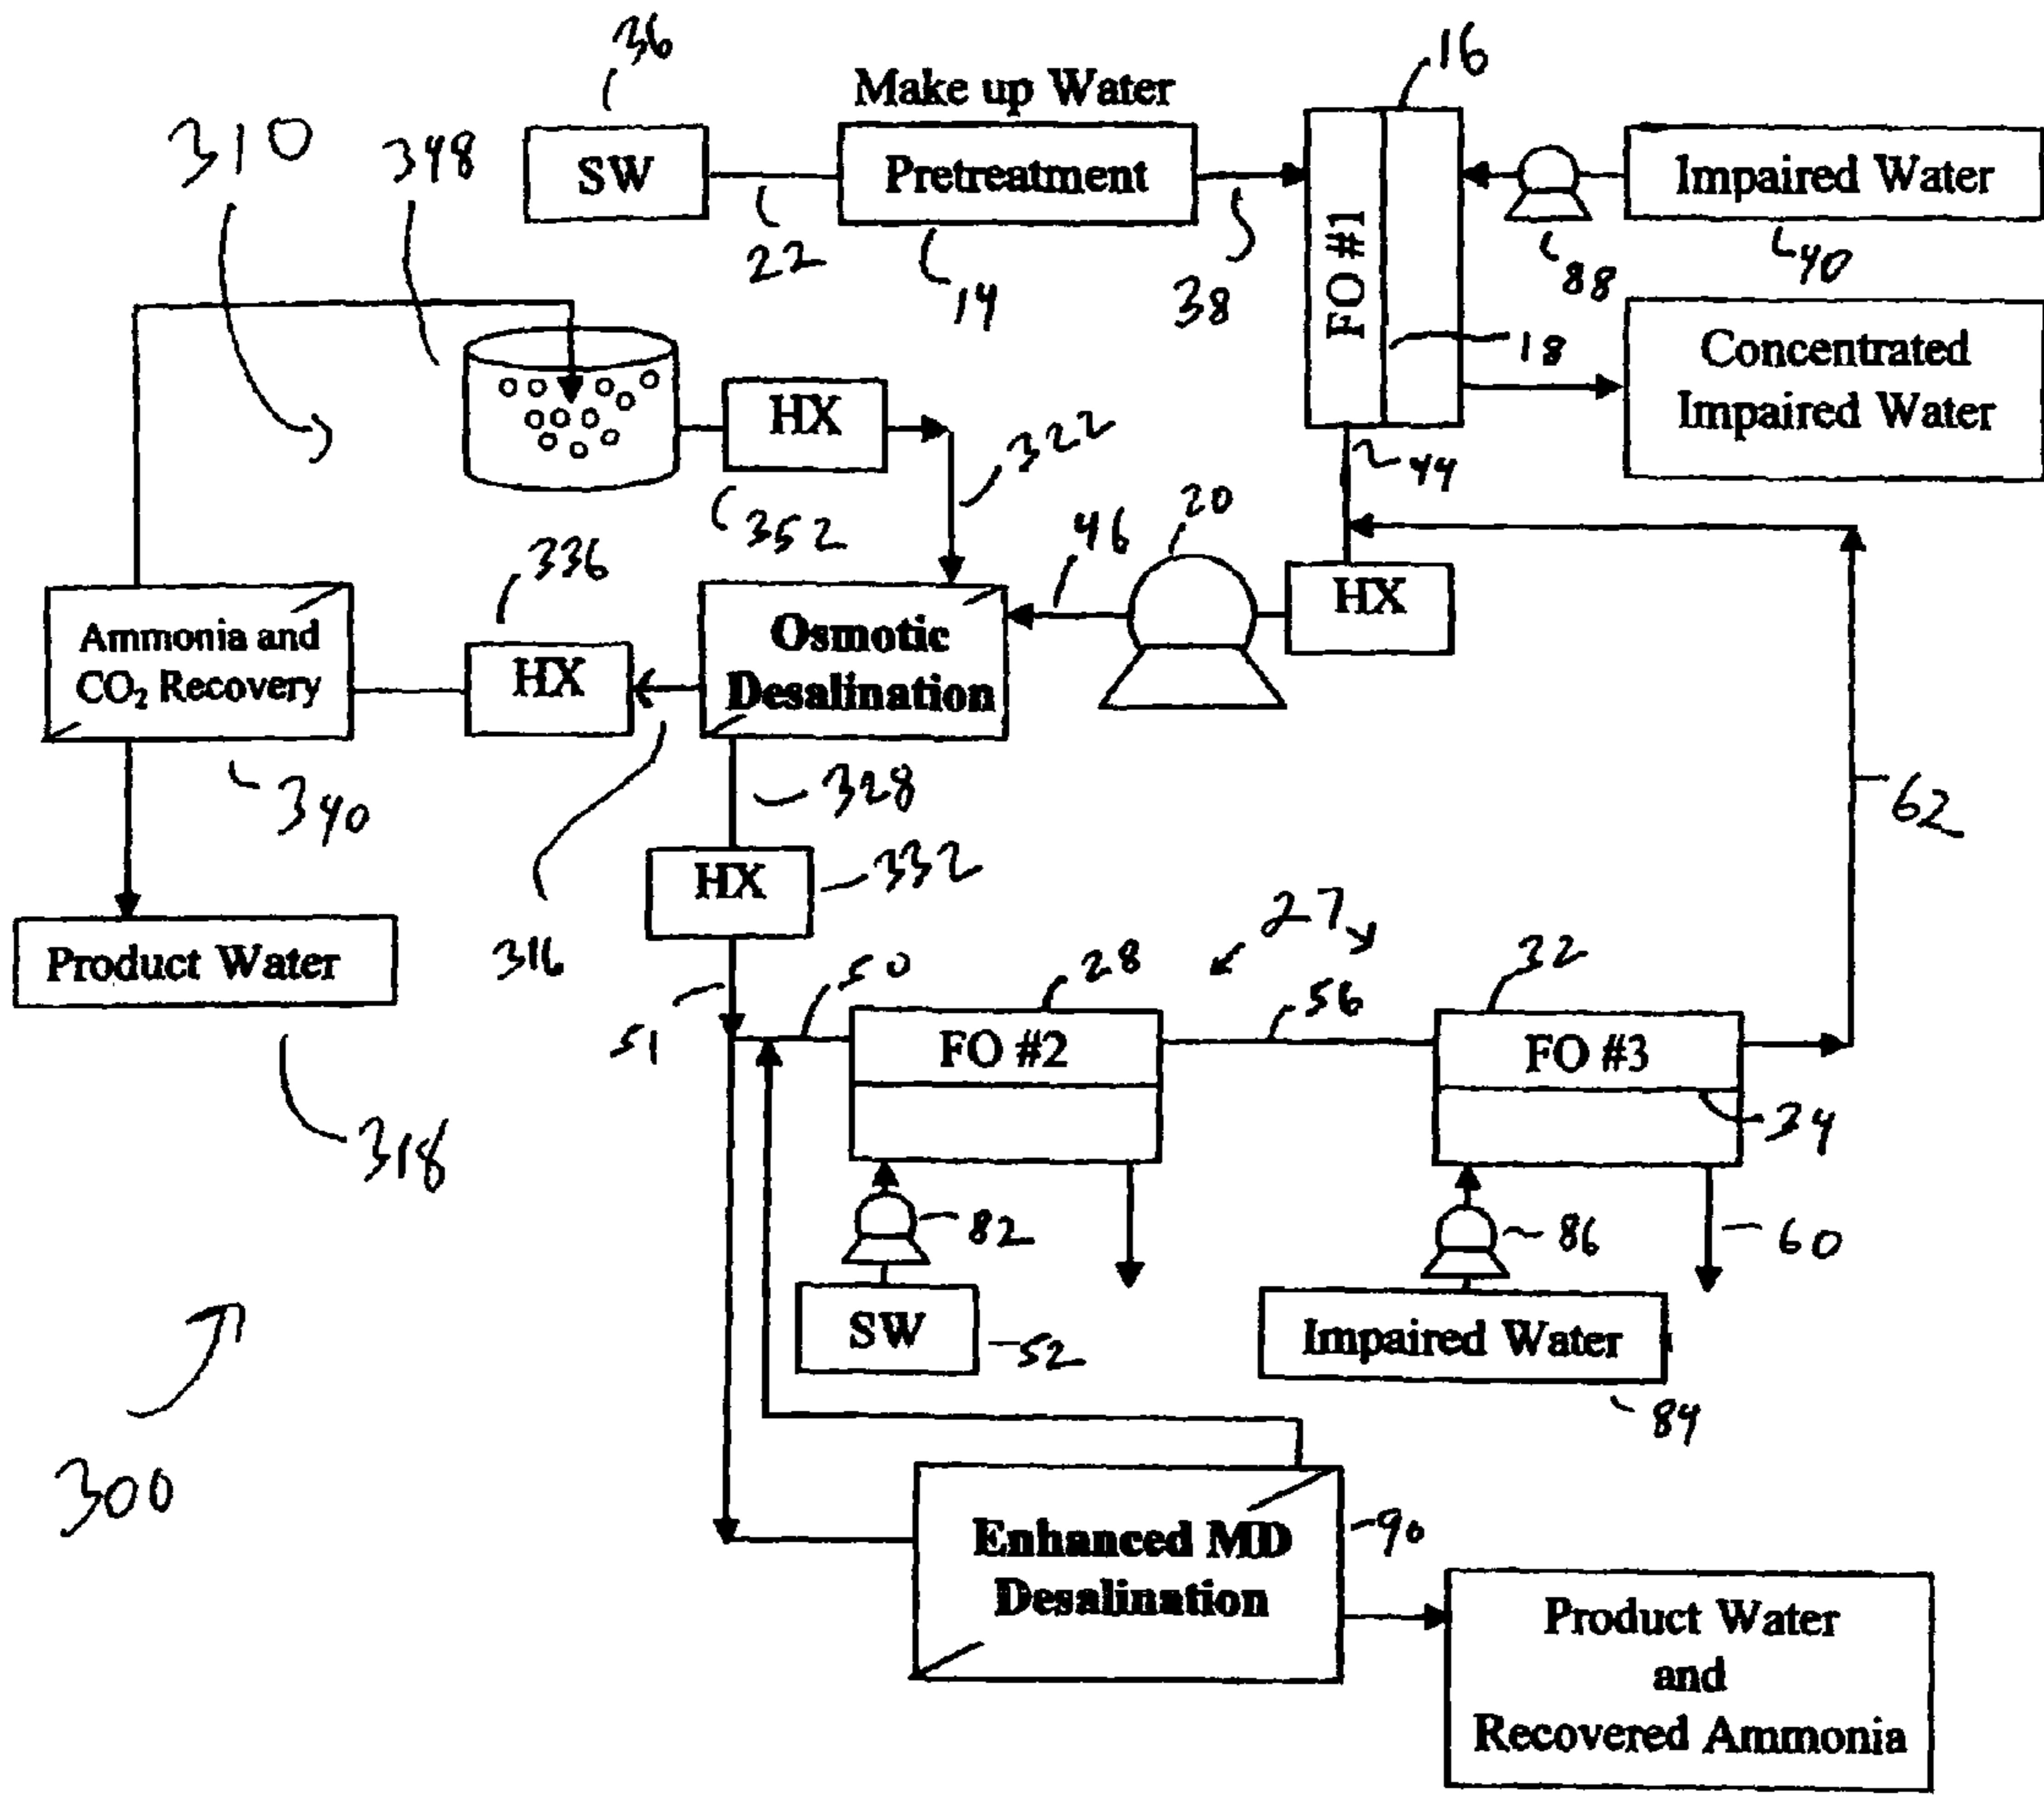 36
Make up Water
16
310
348
SW
Pretreatment
Impaired Water
22
14
38
FO #1
88
40
18
Concentrated
Impaired Water
HX
322
44
352
336
46
20
HX
Ammonia and
CO₂ Recovery
HX
Osmotic
Desalination
340
328
62
HX
332
316
Product Water
51
50
28
27
56
32
FO #2
FO #3
34
318
82
86
60
SW
52
Impaired Water
84
300
Enhanced MD
Desalination
90
Product Water
and
Recovered Ammonia